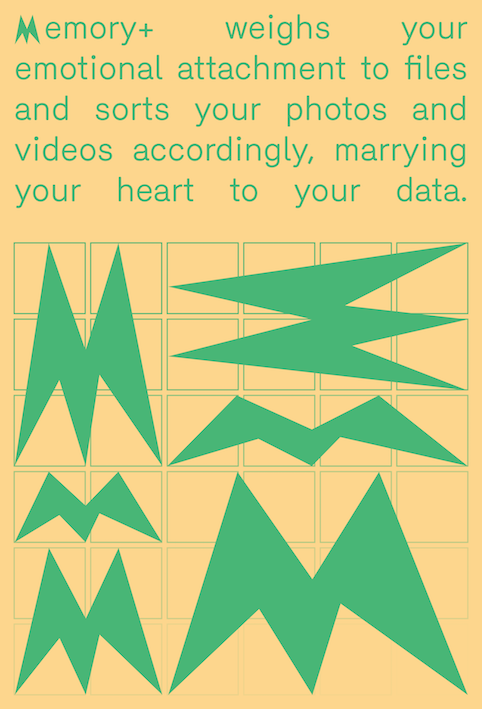 Memory+ weighs your
emotional attachment to files
and sorts your photos and
videos accordingly, marrying
your heart to your data.